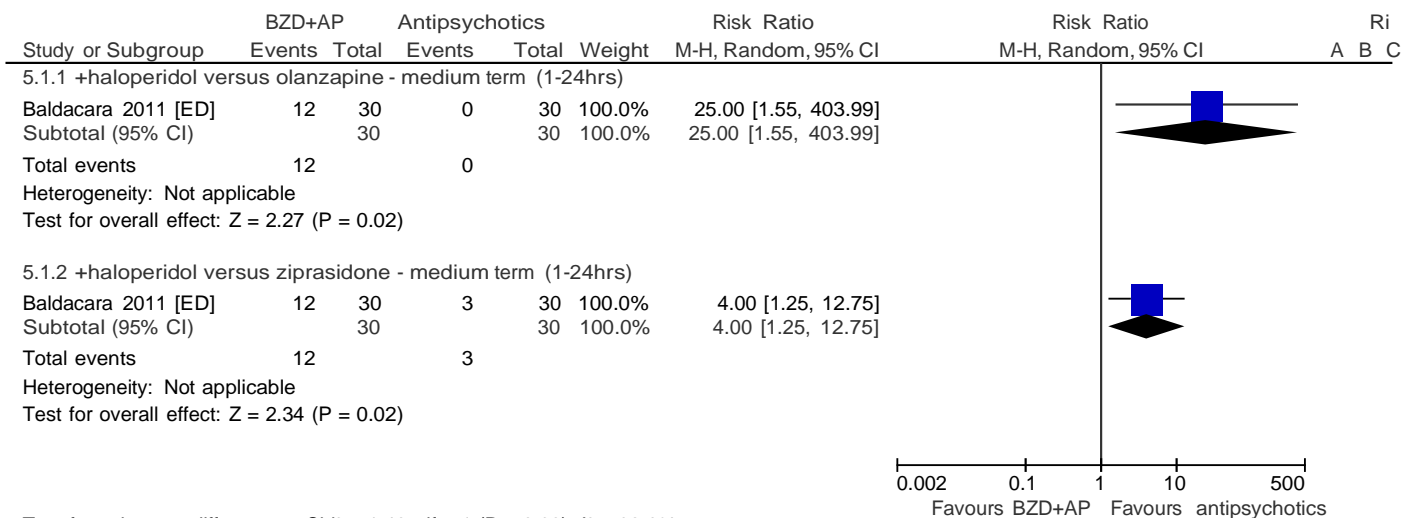 BZD+AP Antipsychotics Risk Ratio Risk Ratio Ri
Study or Subgroup Events Total Events Total Weight M-H, Random, 95% CI M-H, Random, 95% CI A B C
5.1.1 +haloperidol versus olanzapine - medium term (1-24hrs)
Baldacara 2011 [ED] 12 30 0 30 100.0% 25.00 [1.55, 403.99]
Subtotal (95% CI) 30 30 100.0% 25.00 [1.55, 403.99]
Total events 12 0
Heterogeneity: Not applicable
Test for overall effect: Z = 2.27 (P = 0.02)
5.1.2 +haloperidol versus ziprasidone - medium term (1-24hrs)
Baldacara 2011 [ED] 12 30 3 30 100.0% 4.00 [1.25, 12.75]
Subtotal (95% CI) 30 30 100.0% 4.00 [1.25, 12.75]
Total events 12 3
Heterogeneity: Not applicable
Test for overall effect: Z = 2.34 (P = 0.02)
0.002 0.1 1 10 500
Favours BZD+AP Favours antipsychotics